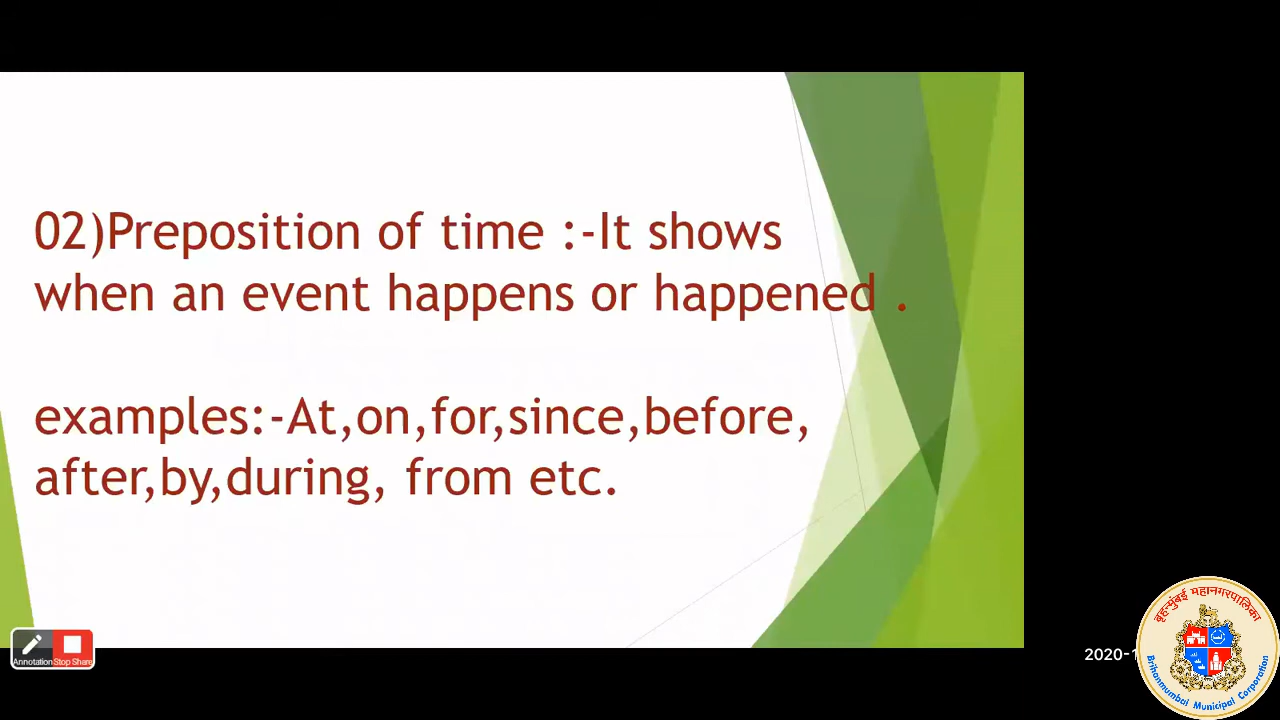 02)Preposition of time :-It shows
when an event happens or happened .
examples:-At,on,for,since,before,
after,by,during, from etc.
Annotation Stop Share
2020-1
बृहन्मुंबई महानगरपालिका
Brihanmumbai Municipal Corporation